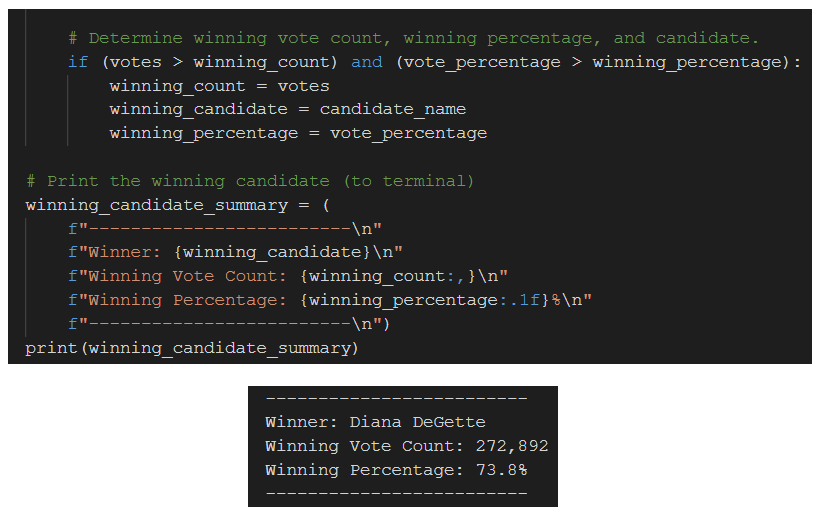 # Determine winning vote count, winning percentage, and candidate.
if (votes > winning_count) and (vote_percentage > winning_percentage):
winning_count = votes
winning_candidate = candidate_name
winning_percentage = vote_percentage
# Print the winning candidate (to terminal)
winning_candidate_summary = (
f"-------------------------\n"
f"Winner: {winning_candidate}\n"
f"Winning Vote Count: {winning_count:,}\n"
f"Winning Percentage: {winning_percentage:.1f}%\n"
f"-------------------------\n")
print(winning_candidate_summary)
-------------------------
Winner: Diana DeGette
Winning Vote Count: 272,892
Winning Percentage: 73.8%
-------------------------